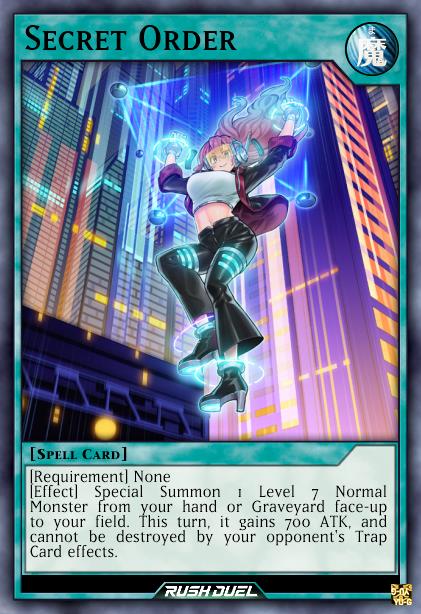 Secret Order
ま
魔
[Spell Card]
[Requirement] None
[Effect] Special Summon 1 Level 7 Normal
Monster from your hand or Graveyard face-up
to your field. This turn, it gains 700 ATK, and
cannot be destroyed by your opponent's Trap
Card effects.
RUSH DUEL